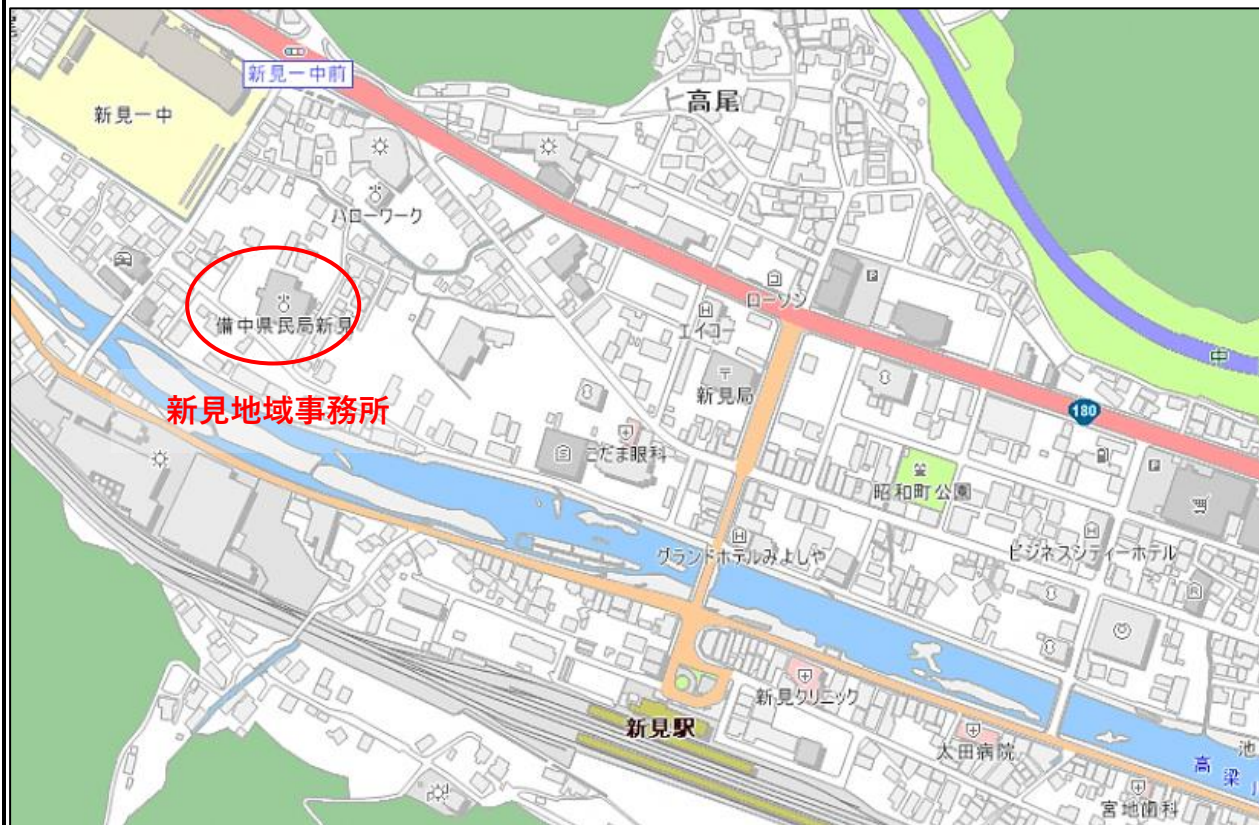 新見一中前
新見一中
高尾
ハローワーク
備中県民局新見
新見地域事務所
ローソン
エイコー
〒
新見局
P
180
こだま眼科
昭和町公園
P
グランドホテルみよしや
ビジネスシティーホテル
新見クリニック
新見駅
太田病院
池
高梁川
宮地歯科
中
H
H
H
R